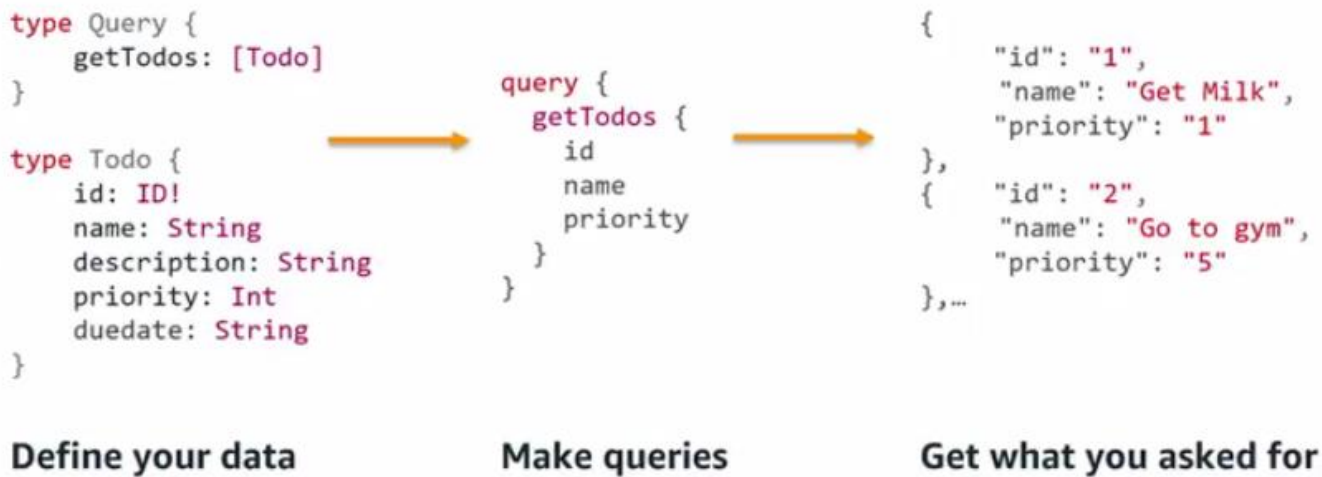 type Query {
getTodos: [Todo]
}
type Todo {
id: ID!
name: String
description: String
priority: Int
duedate: String
}
Define your data
query {
getTodos {
id
name
priority
}
}
Make queries
{
"id": "1",
"name": "Get Milk",
"priority": "1"
},
{ "id": "2",
"name": "Go to gym",
"priority": "5"
},…
Get what you asked for